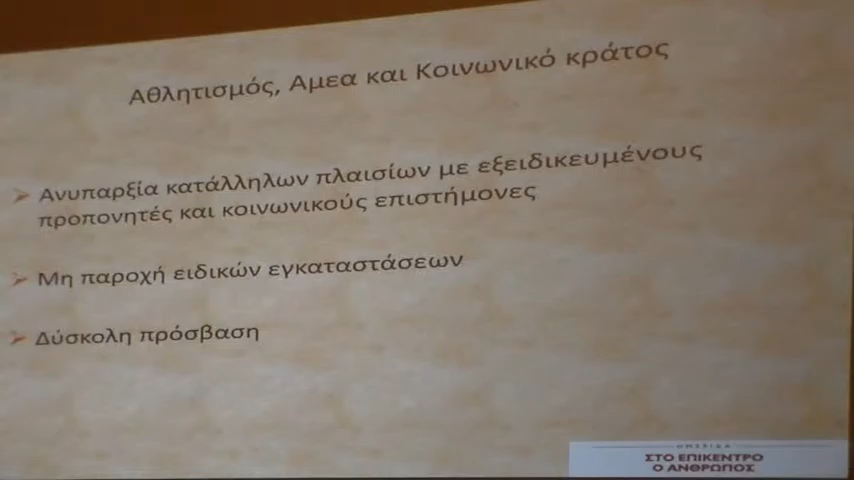 Αθλητισμός, Αμεα και Κοινωνικό κράτος
Ανυπαρξία κατάλληλων πλαισίων με εξειδικευμένους
προπονητές και κοινωνικούς επιστήμονες
Μη παροχή ειδικών εγκαταστάσεων
Δύσκολη πρόσβαση
ΣΤΟ ΕΠΙΚΕΝΤΡΟ
Ο ΑΝΘΡΩΠΟΣ